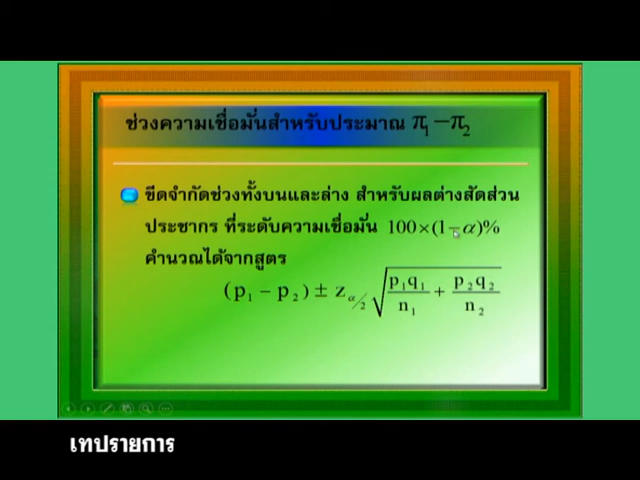 ช่วงความเชื่อมั่นสำหรับประมาณ π₁−π₂
ขีดจำกัดช่วงทั้งบนและล่าง สำหรับผลต่างสัดส่วน
ประชากร ที่ระดับความเชื่อมั่น 100×(1−α)%
คำนวณได้จากสูตร
(p₁ − p₂) ± z_{α/2} √(p₁q₁/n₁ + p₂q₂/n₂)
เทปรายการ